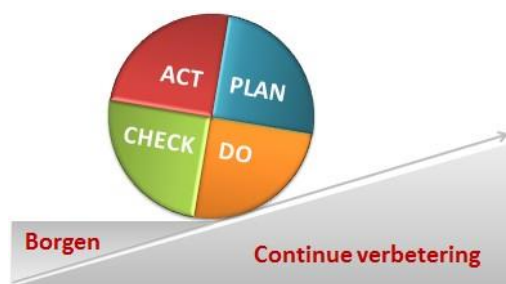 ACT
PLAN
CHECK
DO
Borgen
Continue verbetering